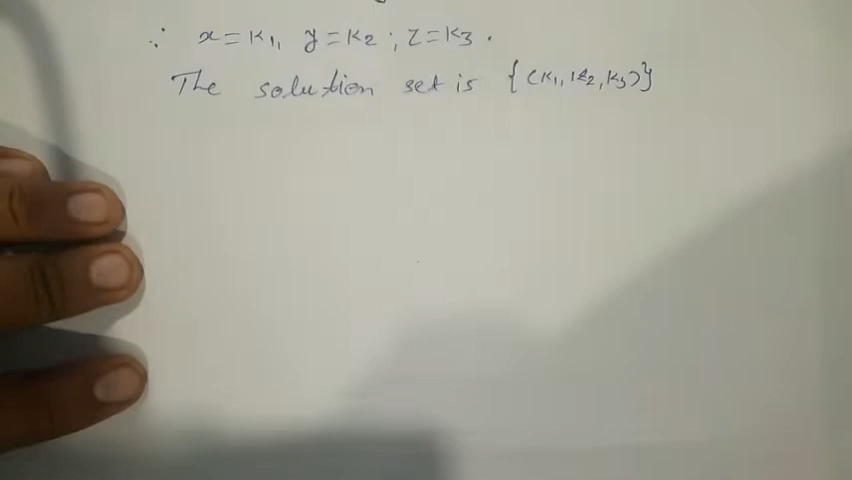 ∵ x=K₁, y=K₂; z=K₃.
The solution set is {(K₁,K₂,K₃)}